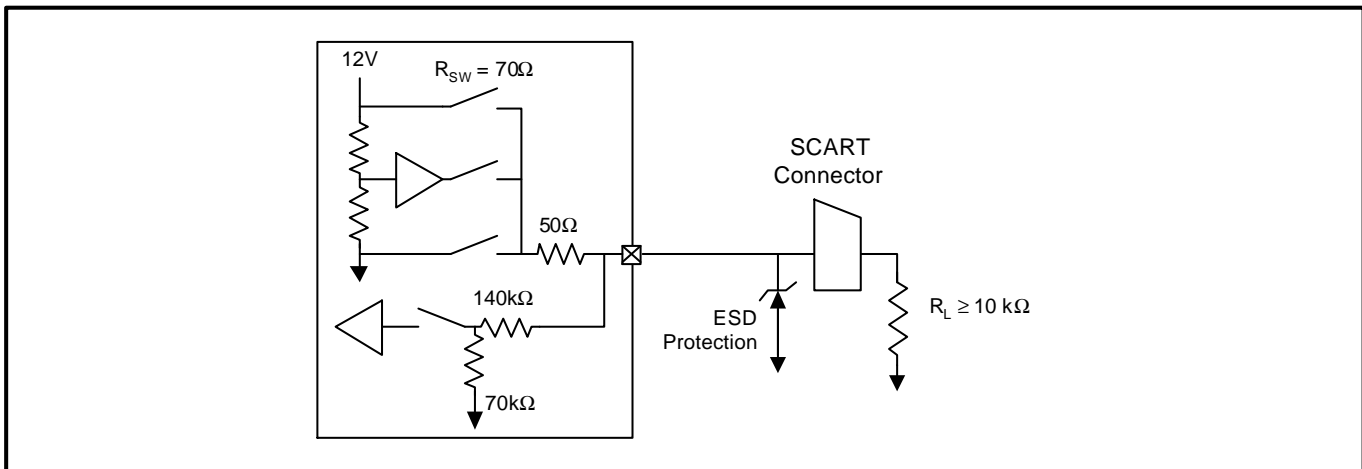 12V
R_SW = 70Ω
SCART
Connector
50Ω
140kΩ
70kΩ
ESD
Protection
R_L ≥ 10 kΩ